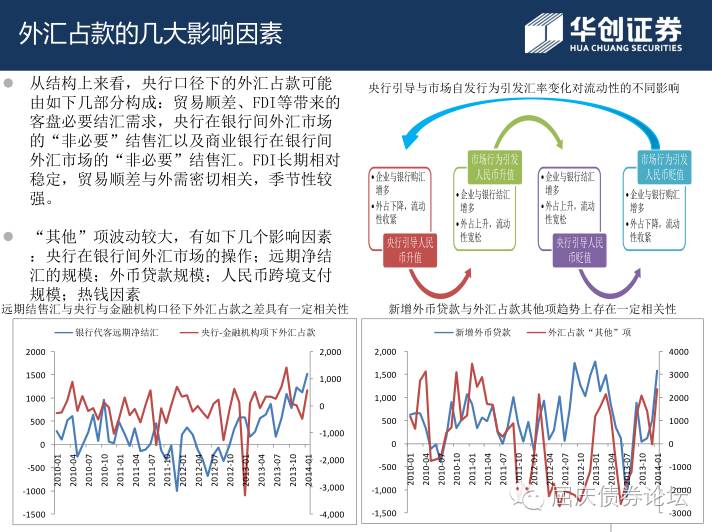 外汇占款的几大影响因素
华创证券
HUA CHUANG SECURITIES
从结构上来看，央行口径下的外汇占款可能
由如下几部分构成：贸易顺差、FDI等带来的
客盘必要结汇需求，央行在银行间外汇市场
的“非必要”结售汇以及商业银行在银行间
外汇市场的“非必要”结售汇。FDI长期相对
稳定，贸易顺差与外需密切相关，季节性较
强。
“其他”项波动较大，有如下几个影响因素
：央行在银行间外汇市场的操作；远期净结
汇的规模；外币贷款规模；人民币跨境支付
规模；热钱因素
央行引导与市场自发行为引发汇率变化对流动性的不同影响
•企业与银行购汇
增多
•外占下降，流动
性收紧
央行引导人民
币升值
市场行为引发
人民币升值
•企业与银行结汇
增多
•外占上升，流动
性宽松
•企业与银行结汇
增多
•外占上升，流动
性宽松
央行引导人民
币贬值
市场行为引发
人民币贬值
•企业与银行购汇
增多
•外占下降，流动
性收紧
远期结售汇与央行与金融机构口径下外汇占款之差具有一定相关性
银行代客远期净结汇
央行-金融机构项下外汇占款
2000
1500
1000
500
0
-500
-1000
-1500
2,000
1,000
0
-1,000
-2,000
-3,000
-4,000
2010-01
2010-04
2010-07
2010-10
2011-01
2011-04
2011-07
2011-10
2012-01
2012-04
2012-07
2012-10
2013-01
2013-04
2013-07
2013-10
2014-01
新增外币贷款与外汇占款其他项趋势上存在一定相关性
新增外币贷款
外汇占款“其他”项
2,000
1,500
1,000
500
0
-500
-1,000
-1,500
4000
3000
2000
1000
0
-1000
-2000
-3000
2010-01
2010-04
2010-07
2010-10
2011-01
2011-04
2011-07
2011-10
2012-01
2012-04
2012-07
2012-10
2013-01
2013-04
2013-07
2013-10
2014-01
屈庆债券论坛